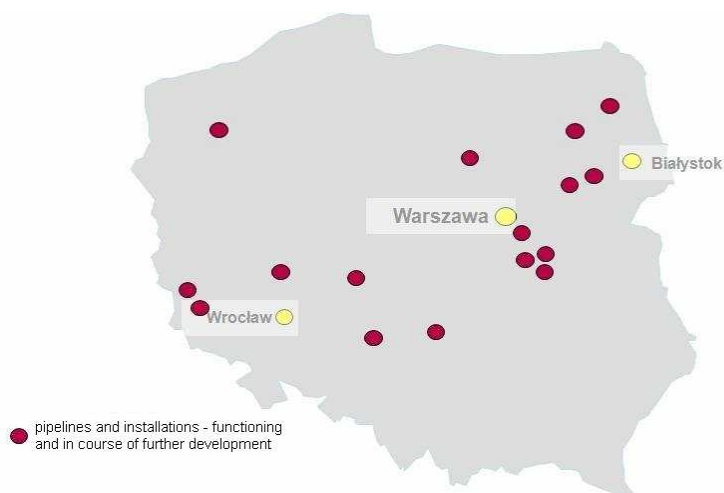 Białystok
Warszawa
Wrocław
pipelines and installations - functioning
and in course of further development